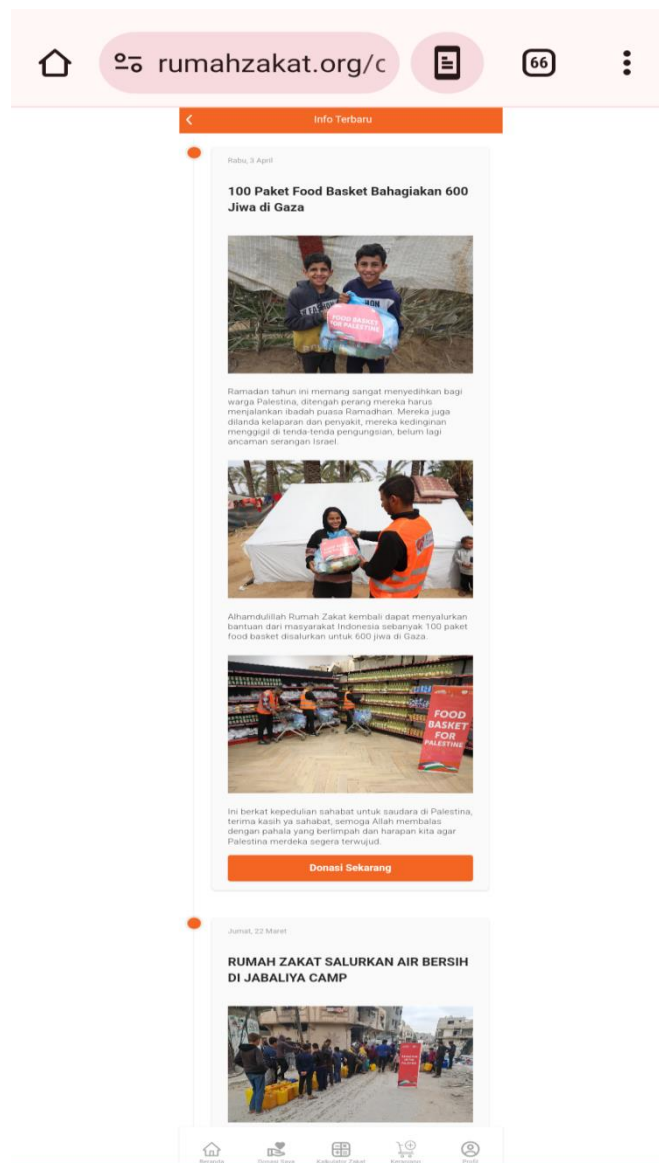 rumahzakat.org/c
66
Info Terbaru
Rabu, 3 April
100 Paket Food Basket Bahagiakan 600
Jiwa di Gaza
FOOD BASKET
FOR PALESTINE
Ramadan tahun ini memang sangat menyedihkan bagi
warga Palestina, ditengah perang mereka harus
menjalankan ibadah puasa Ramadhan. Mereka juga
dilanda kelaparan dan penyakit, mereka kedinginan
menggigil di tenda-tenda pengungsian, belum lagi
ancaman serangan Israel.
Alhamdulillah Rumah Zakat kembali dapat menyalurkan
bantuan dari masyarakat Indonesia sebanyak 100 paket
food basket disalurkan untuk 600 jiwa di Gaza.
FOOD
BASKET
FOR
PALESTINE
Ini berkat kepedulian sahabat untuk saudara di Palestina,
terima kasih ya sahabat, semoga Allah membalas
dengan pahala yang berlimpah dan harapan kita agar
Palestina merdeka segera terwujud.
Donasi Sekarang
Jumat, 22 Maret
RUMAH ZAKAT SALURKAN AIR BERSIH
DI JABALIYA CAMP
Beranda
Kalkulator Zakat
Keranjang
Profil